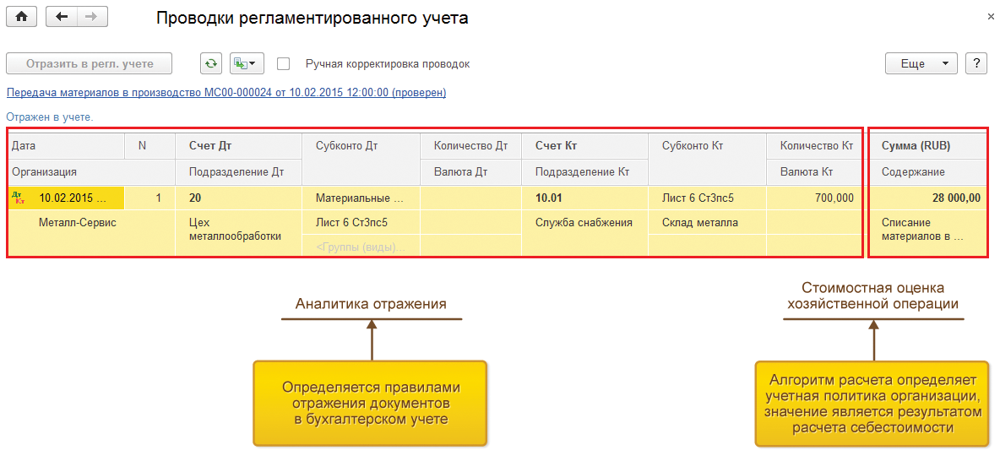 Проводки регламентированного учета
Отразить в регл. учете
Ручная корректировка проводок
Еще
?
Передача материалов в производство МС00-000024 от 10.02.2015 12:00:00 (проверен)
Отражен в учете.
Дата N Счет Дт Субконто Дт Количество Дт Счет Кт Субконто Кт Количество Кт Сумма (RUB)
Организация Подразделение Дт Валюта Дт Подразделение Кт Валюта Кт Содержание
Дт Кт 10.02.2015 ... 1 20 Материальные ... 10.01 Лист 6 Ст3пс5 700,000 28 000,00
Металл-Сервис Цех Лист 6 Ст3пс5 Служба снабжения Склад металла Списание
металлообработки материалов в ...
<Группы (виды)...
Стоимостная оценка
хозяйственной операции
Аналитика отражения
Определяется правилами
отражения документов
в бухгалтерском учете
Алгоритм расчета определяет
учетная политика организации,
значение является результатом
расчета себестоимости